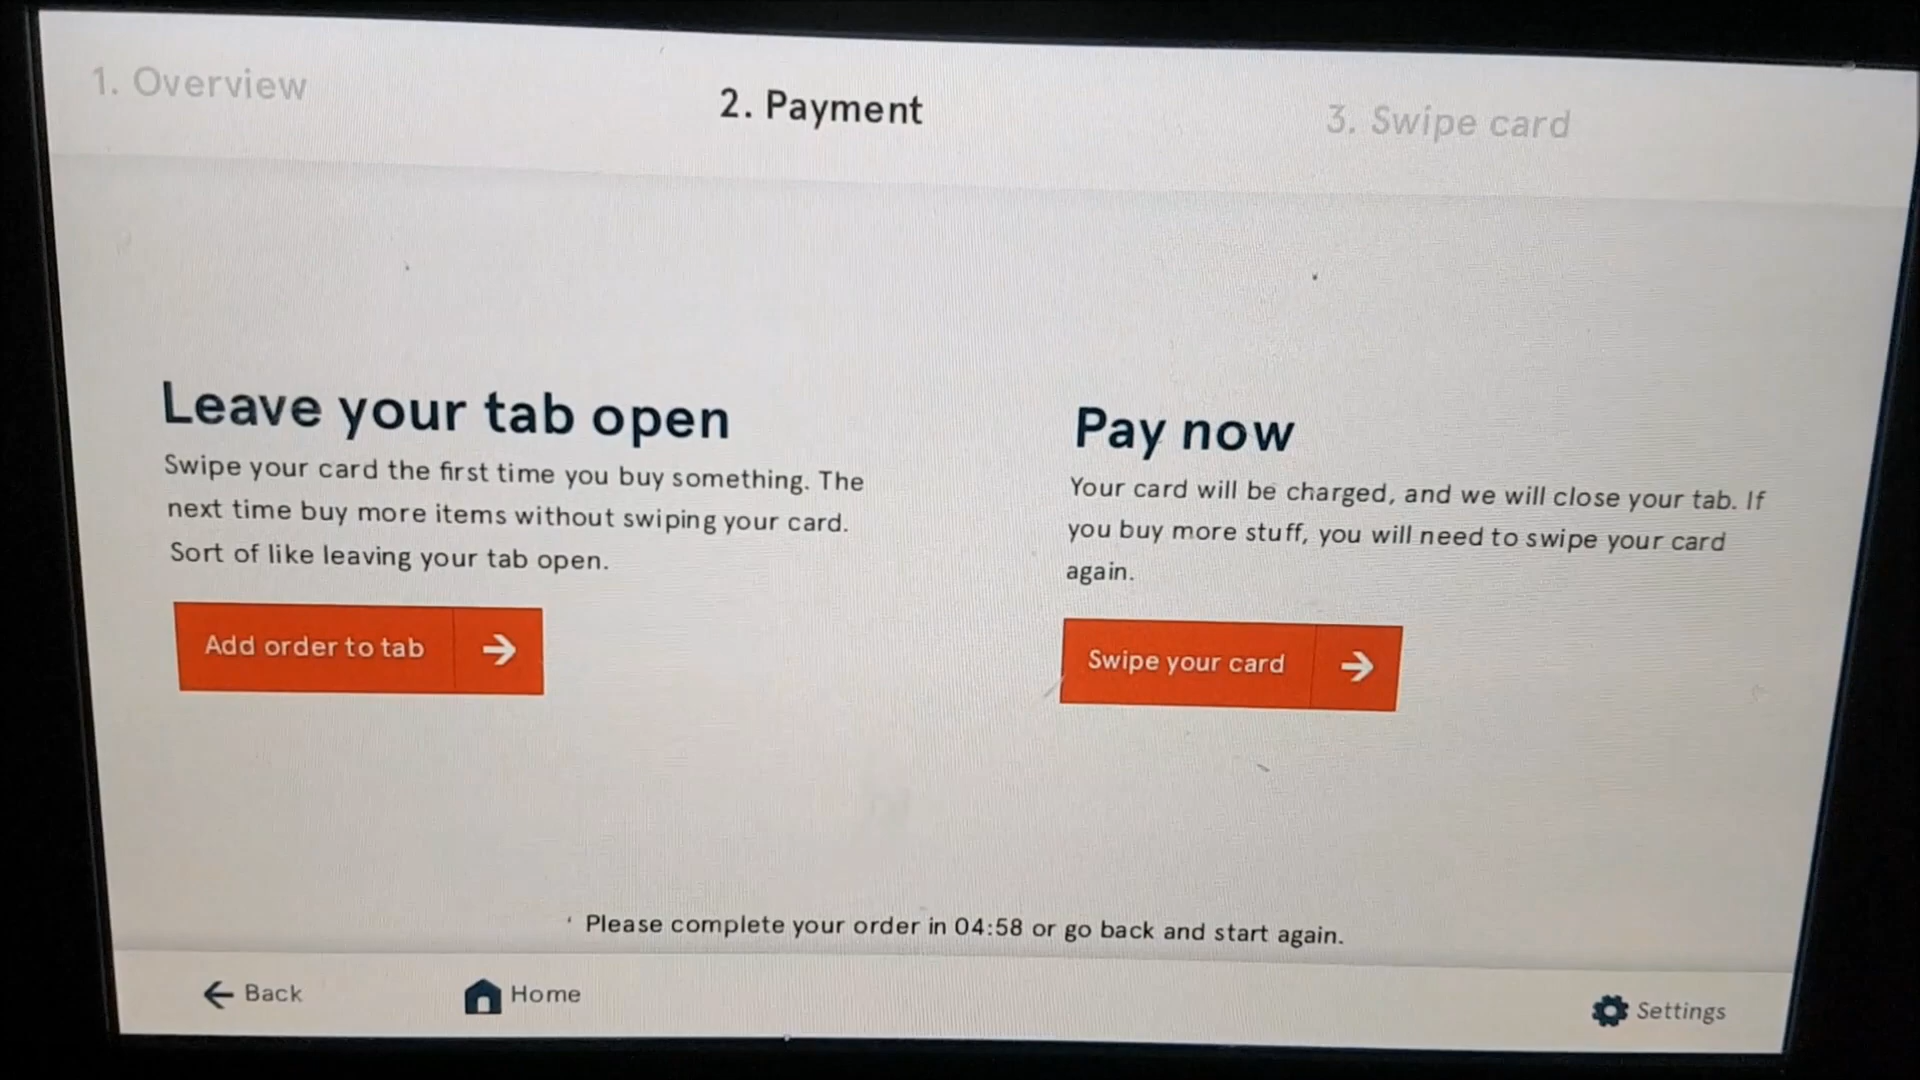 1. Overview
2. Payment
3. Swipe card
Leave your tab open
Swipe your card the first time you buy something. The
next time buy more items without swiping your card.
Sort of like leaving your tab open.
Add order to tab
Pay now
Your card will be charged, and we will close your tab. If
you buy more stuff, you will need to swipe your card
again.
Swipe your card
Please complete your order in 04:58 or go back and start again.
Back
Home
Settings